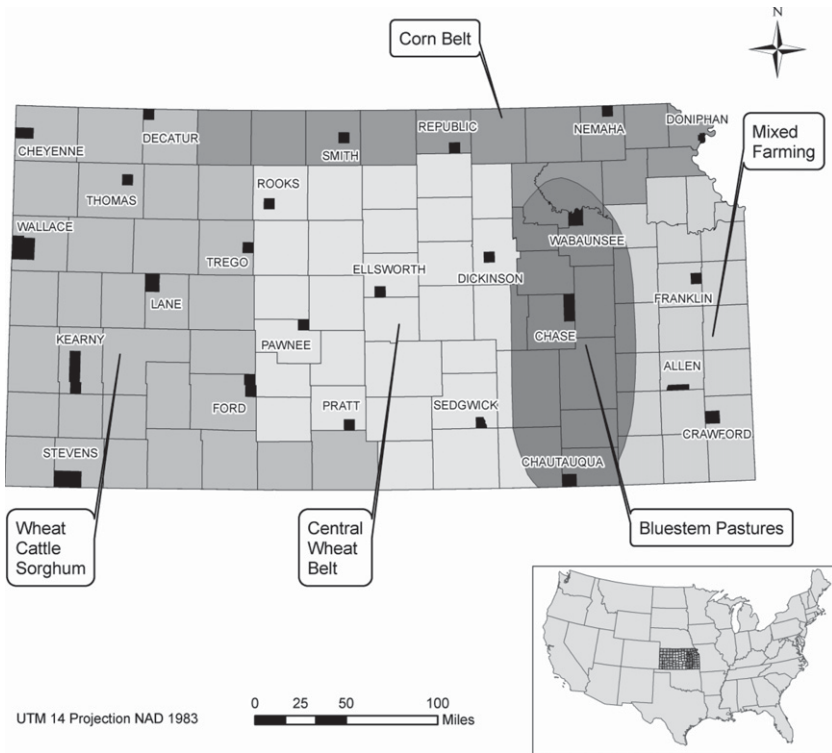 Corn Belt
N
DECATUR
CHEYENNE
SMITH
REPUBLIC
NEMAHA
DONIPHAN
Mixed
Farming
THOMAS
ROOKS
WALLACE
WABAUNSEE
TREGO
ELLSWORTH
DICKINSON
LANE
FRANKLIN
KEARNY
PAWNEE
CHASE
ALLEN
FORD
PRATT
SEDGWICK
CRAWFORD
STEVENS
CHAUTAUQUA
Wheat
Cattle
Sorghum
Central
Wheat
Belt
Bluestem Pastures
UTM 14 Projection NAD 1983
0 25 50 100
Miles